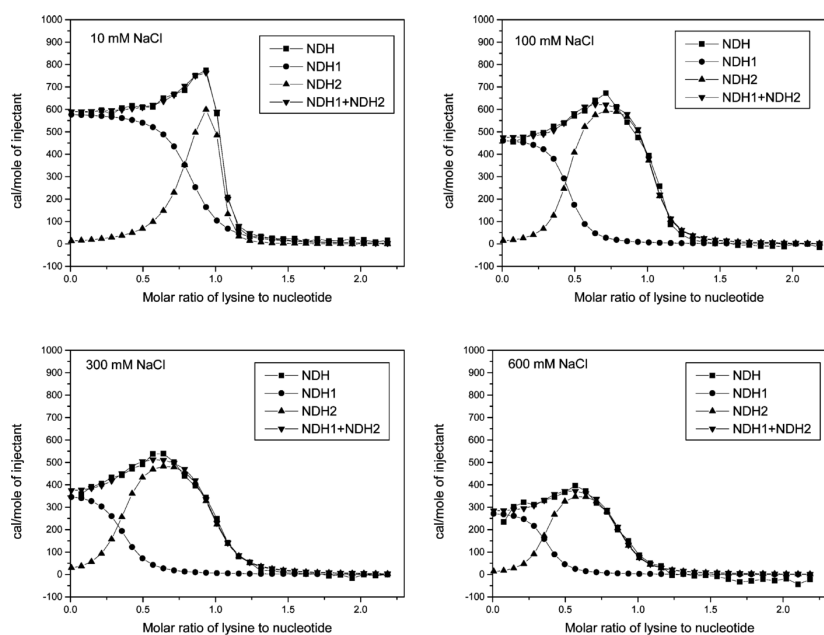 10 mM NaCl
NDH
NDH1
NDH2
NDH1+NDH2
cal/mole of injectant
1000
900
800
700
600
500
400
300
200
100
0
-100
0.0 0.5 1.0 1.5 2.0
Molar ratio of lysine to nucleotide
100 mM NaCl
NDH
NDH1
NDH2
NDH1+NDH2
cal/mole of injectant
1000
900
800
700
600
500
400
300
200
100
0
-100
0.0 0.5 1.0 1.5 2.0
Molar ratio of lysine to nucleotide
300 mM NaCl
NDH
NDH1
NDH2
NDH1+NDH2
cal/mole of injectant
1000
900
800
700
600
500
400
300
200
100
0
-100
0.0 0.5 1.0 1.5 2.0
Molar ratio of lysine to nucleotide
600 mM NaCl
NDH
NDH1
NDH2
NDH1+NDH2
cal/mole of injectant
1000
900
800
700
600
500
400
300
200
100
0
-100
0.0 0.5 1.0 1.5 2.0
Molar ratio of lysine to nucleotide